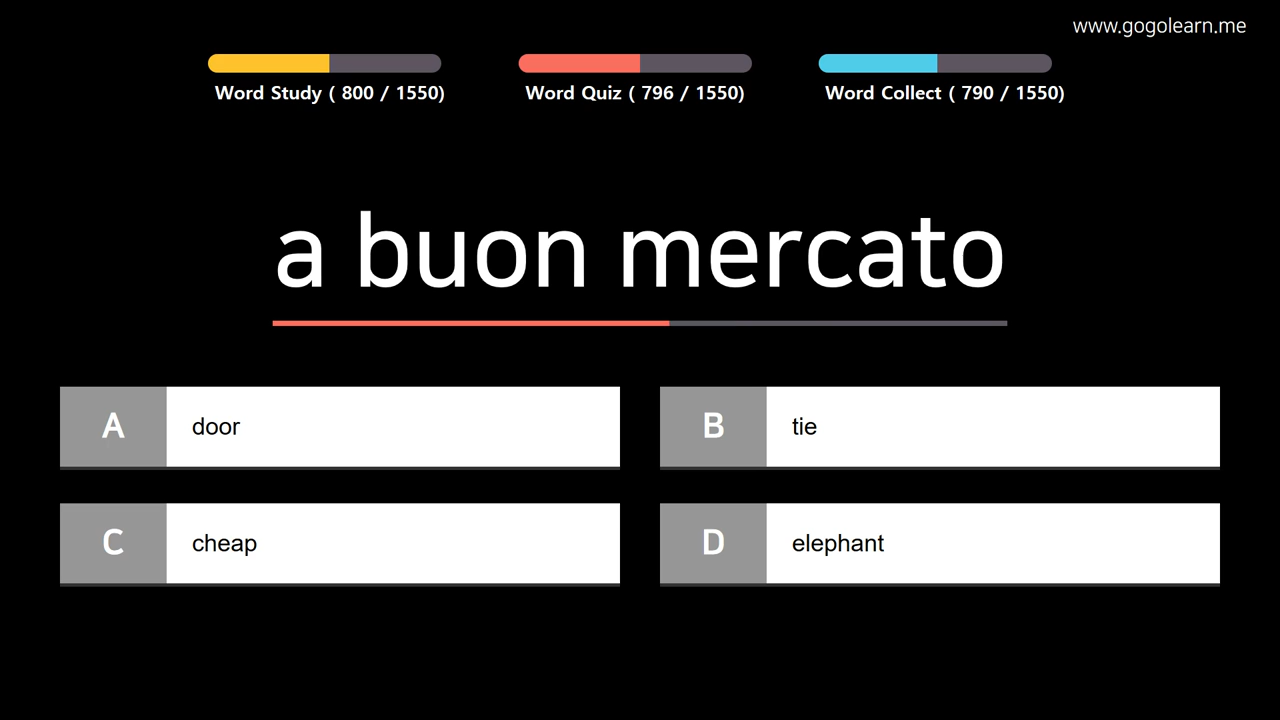 www.gogolearn.me
Word Study ( 800 / 1550)
Word Quiz ( 796 / 1550)
Word Collect ( 790 / 1550)
a buon mercato
A door
B tie
C cheap
D elephant